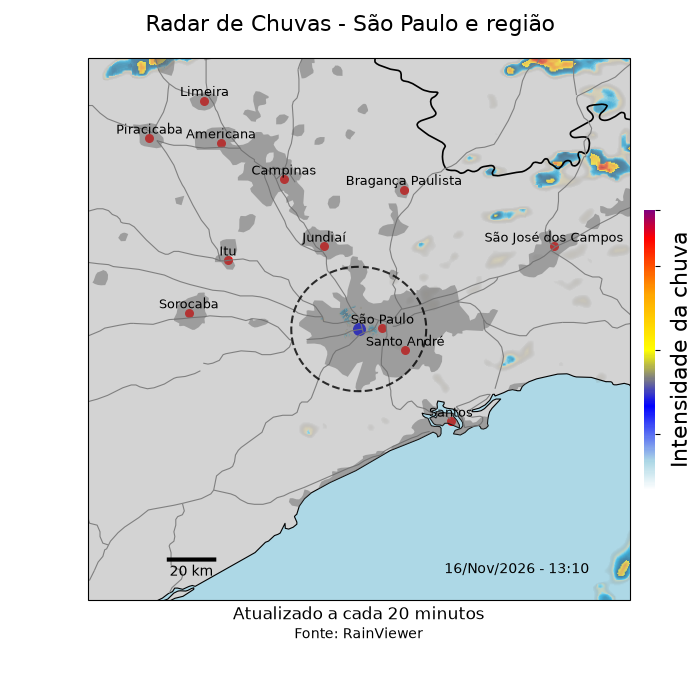 Radar de Chuvas - São Paulo e região
Limeira
Piracicaba
Americana
Campinas
Bragança Paulista
Jundiaí
São José dos Campos
Itu
Sorocaba
São Paulo
Santo André
Santos
Intensidade da chuva
20 km
16/Nov/2026 - 13:10
Atualizado a cada 20 minutos
Fonte: RainViewer